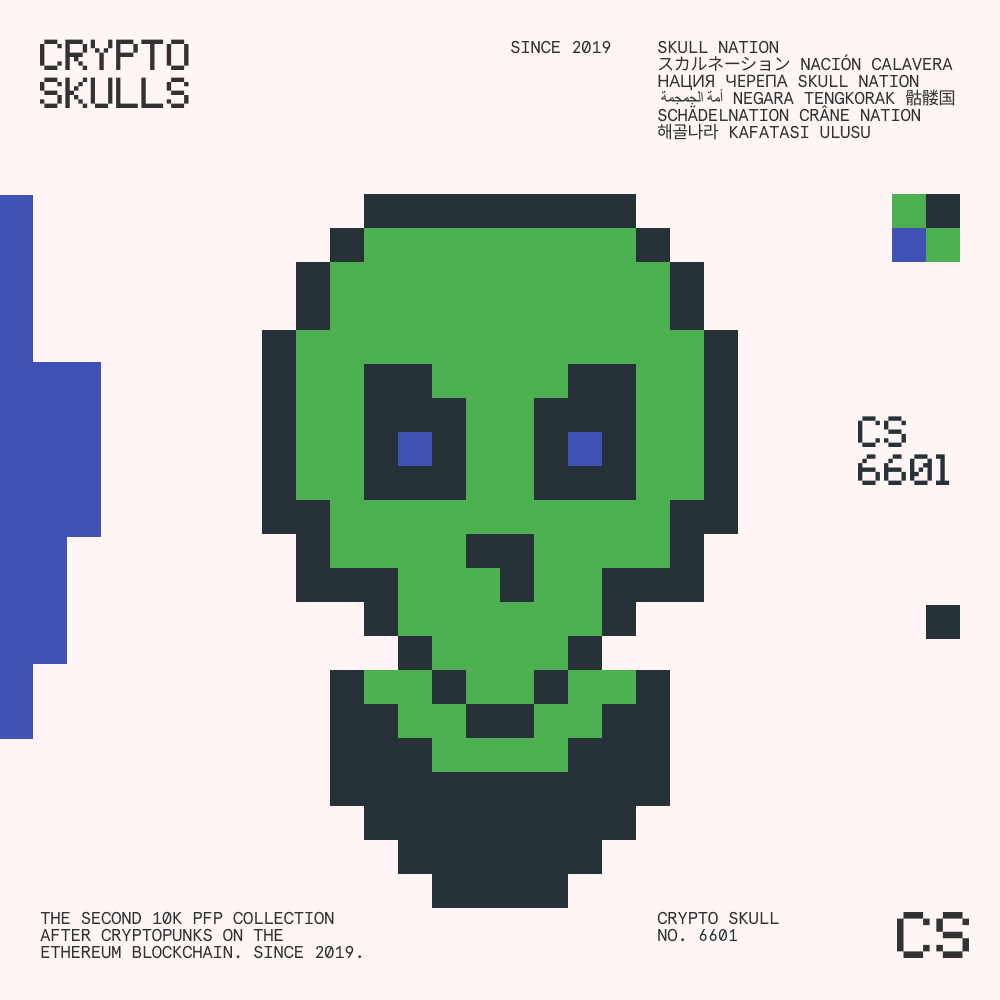 CRYPTO
SKULLS
SINCE 2019
SKULL NATION
スカルネーション NACIÓN CALAVERA
НАЦИЯ ЧЕРЕПА SKULL NATION
أمة الجمجمة NEGARA TENGKORAK 骷髅国
SCHÄDELNATION CRÂNE NATION
해골나라 KAFATASI ULUSU
CS
6601
THE SECOND 10K PFP COLLECTION
AFTER CRYPTOPUNKS ON THE
ETHEREUM BLOCKCHAIN. SINCE 2019.
CRYPTO SKULL
NO. 6601
CS